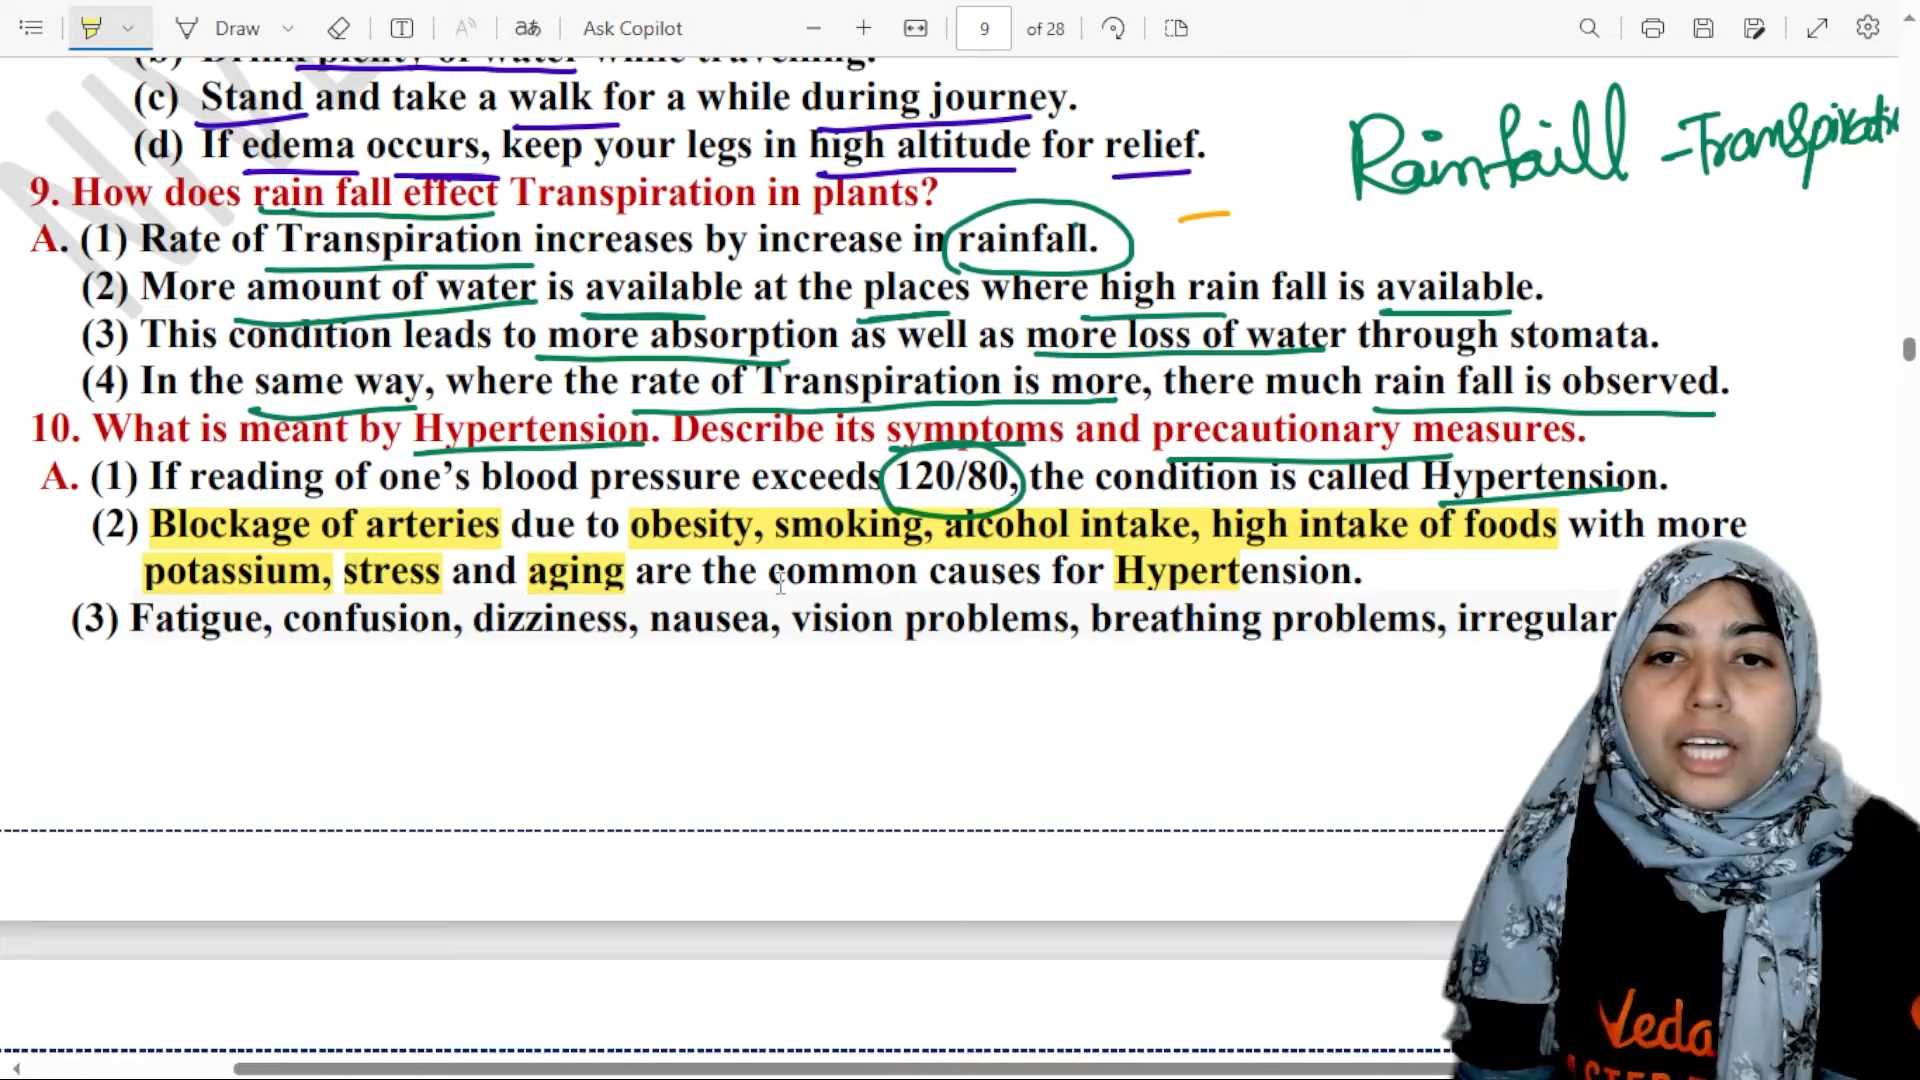 Draw
Ask Copilot
9 of 28
(b) Drink plenty of water while travelling.
(c) Stand and take a walk for a while during journey.
(d) If edema occurs, keep your legs in high altitude for relief.
Rainfaill - Transpiratio
9. How does rain fall effect Transpiration in plants?
A. (1) Rate of Transpiration increases by increase in rainfall.
(2) More amount of water is available at the places where high rain fall is available.
(3) This condition leads to more absorption as well as more loss of water through stomata.
(4) In the same way, where the rate of Transpiration is more, there much rain fall is observed.
10. What is meant by Hypertension. Describe its symptoms and precautionary measures.
A. (1) If reading of one's blood pressure exceeds 120/80, the condition is called Hypertension.
(2) Blockage of arteries due to obesity, smoking, alcohol intake, high intake of foods with more
potassium, stress and aging are the common causes for Hypertension.
(3) Fatigue, confusion, dizziness, nausea, vision problems, breathing problems, irregular
Veda